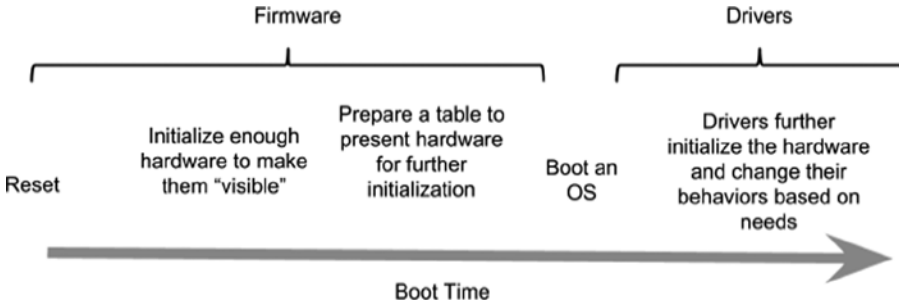 Firmware
Drivers
Reset
Initialize enough
hardware to make
them “visible”
Prepare a table to
present hardware
for further
initialization
Boot an
OS
Drivers further
initialize the hardware
and change their
behaviors based on
needs
Boot Time